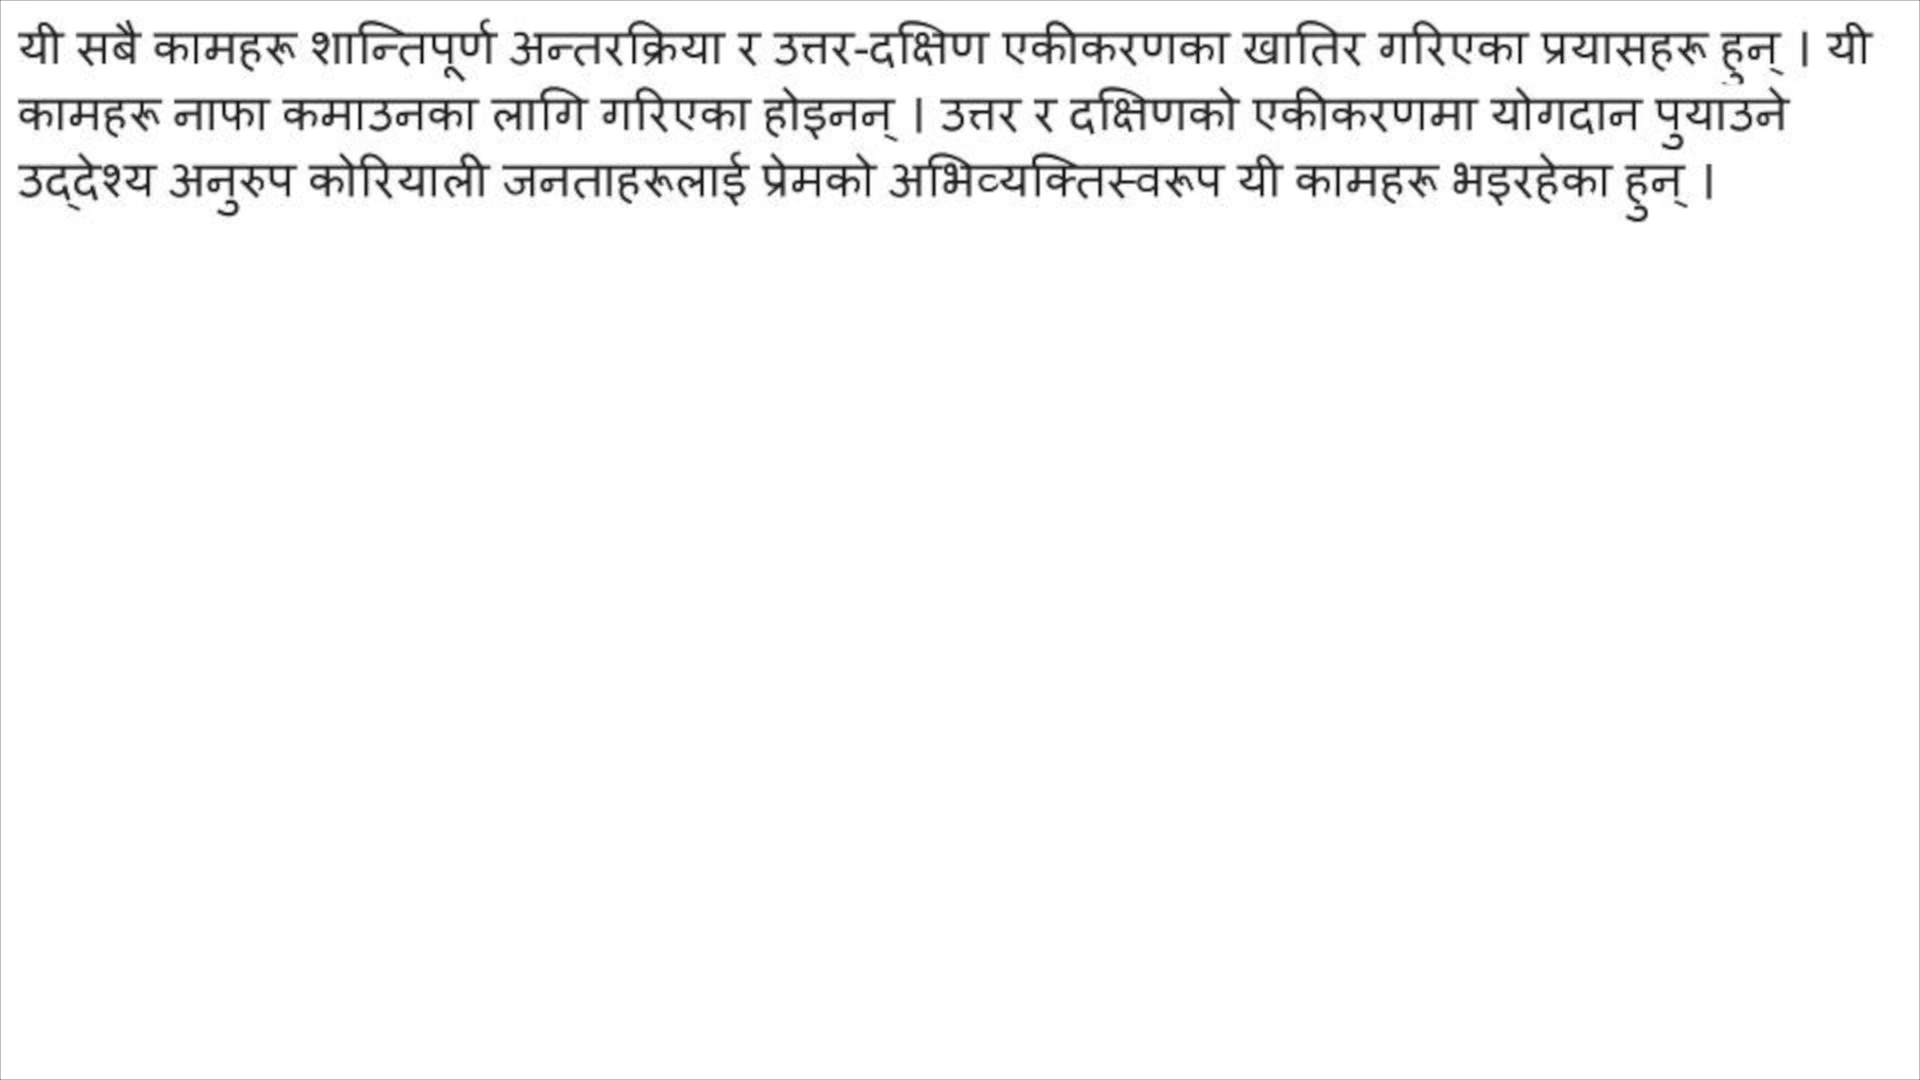 यी सबै कामहरू शान्तिपूर्ण अन्तरक्रिया र उत्तर-दक्षिण एकीकरणका खातिर गरिएका प्रयासहरू हुन् । यी
कामहरू नाफा कमाउनका लागि गरिएका होइनन् । उत्तर र दक्षिणको एकीकरणमा योगदान पुयाउने
उद्देश्य अनुरुप कोरियाली जनताहरूलाई प्रेमको अभिव्यक्तिस्वरूप यी कामहरू भइरहेका हुन् ।